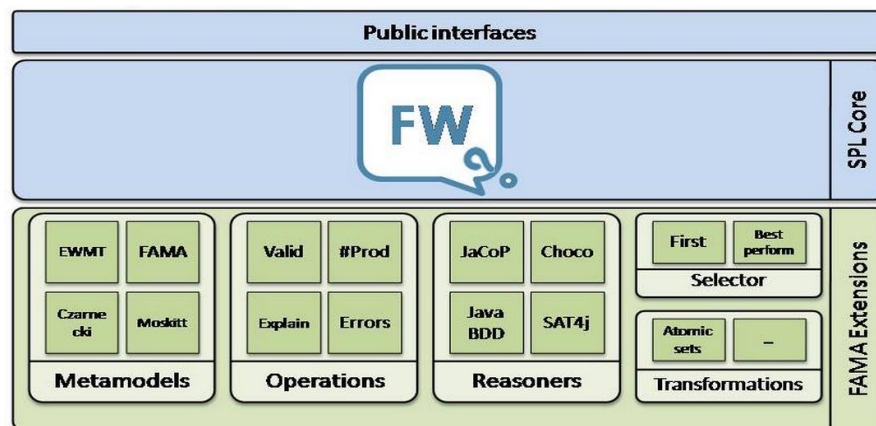 Public interfaces
FW
SPL Core
EWMT
FAMA
Czarne
cki
Moskitt
Metamodels
Valid
#Prod
Explain
Errors
Operations
JaCoP
Choco
Java
BDD
SAT4j
Reasoners
First
Best
perform
Selector
Atomic
sets
–
Transformations
FAMA Extensions